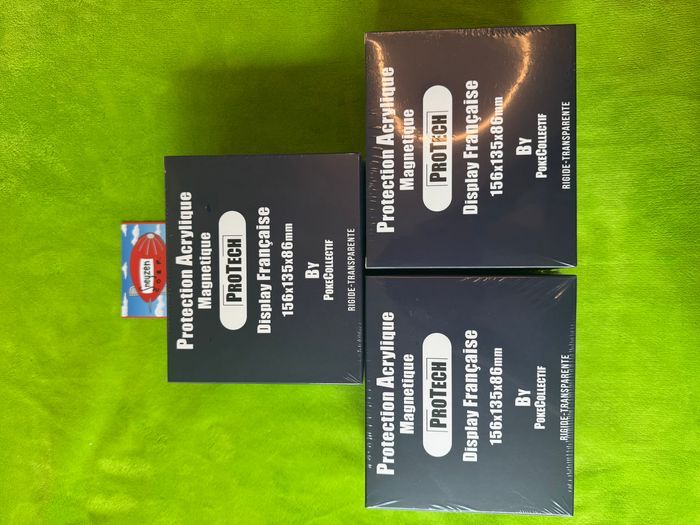 Protection Acrylique
Magnetique
PROTECH
Display Française
156x135x86mm
BY
POKECOLLECTIF
RIGIDE-TRANSPARENTE
Protection Acrylique
Magnetique
PROTECH
Display Française
156x135x86mm
BY
POKECOLLECTIF
RIGIDE-TRANSPARENTE
Protection Acrylique
Magnetique
PROTECH
Display Française
156x135x86mm
BY
POKECOLLECTIF
RIGIDE-TRANSPARENTE